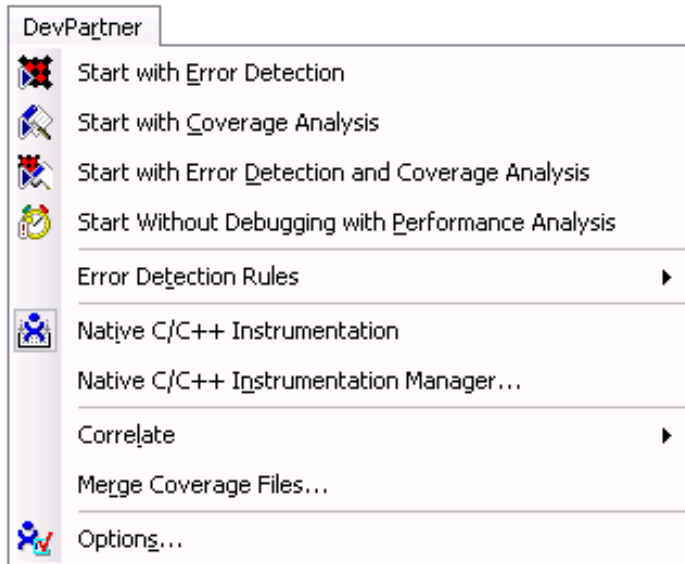 DevPartner
Start with Error Detection
Start with Coverage Analysis
Start with Error Detection and Coverage Analysis
Start Without Debugging with Performance Analysis
Error Detection Rules
Native C/C++ Instrumentation
Native C/C++ Instrumentation Manager...
Correlate
Merge Coverage Files...
Options...